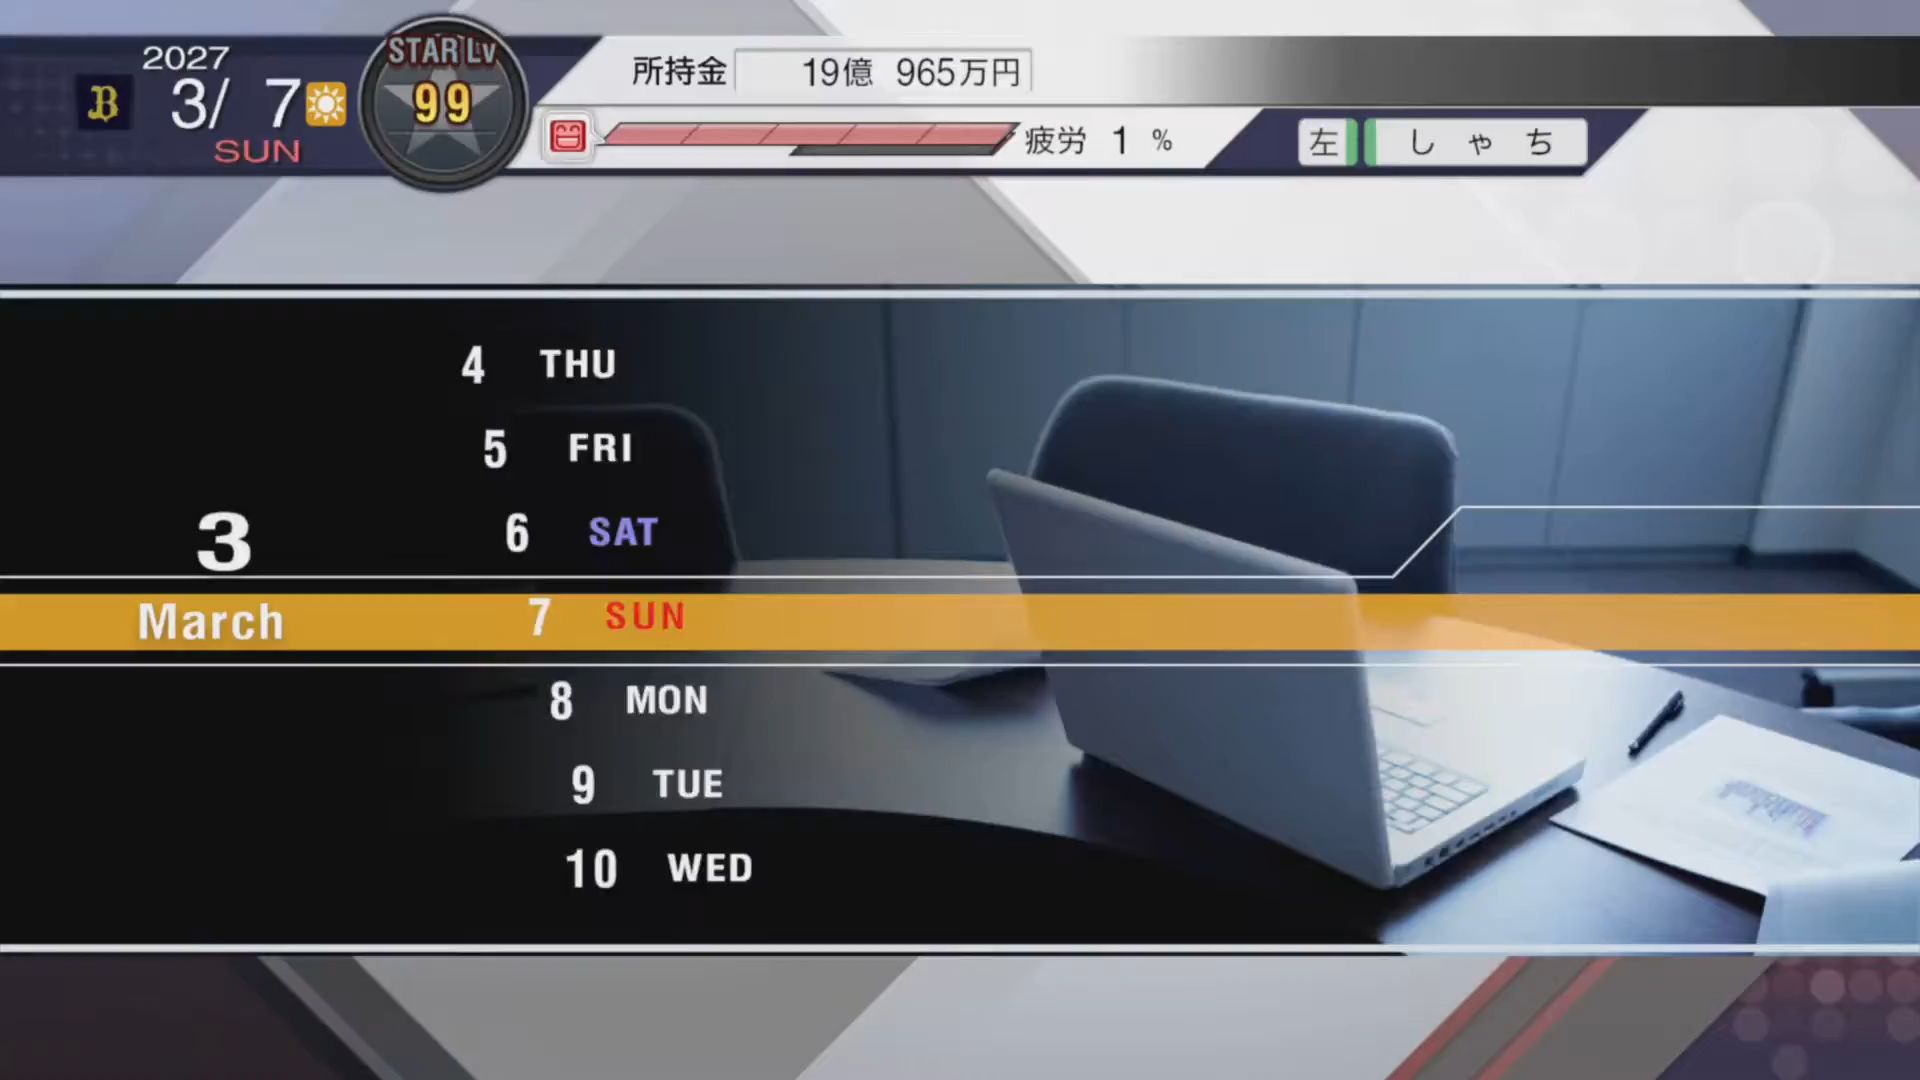 2027
3/ 7
SUN
B
STAR Lv
99
所持金 19億 965万円
疲労 1 %
左 しゃち
4 THU
5 FRI
6 SAT
3
March
7 SUN
8 MON
9 TUE
10 WED